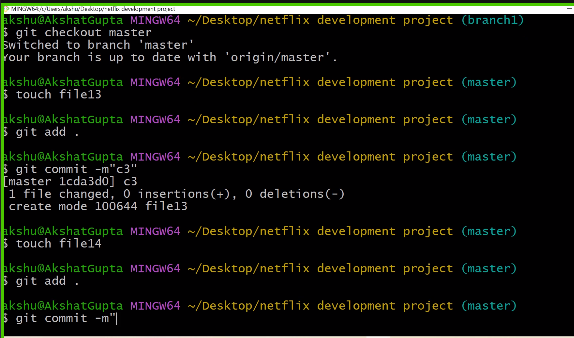 MINGW64:/c/Users/akshu/Desktop/netflix development project
akshu@AkshatGupta MINGW64 ~/Desktop/netflix development project (branch1)
$ git checkout master
Switched to branch 'master'
Your branch is up to date with 'origin/master'.
akshu@AkshatGupta MINGW64 ~/Desktop/netflix development project (master)
$ touch file13
akshu@AkshatGupta MINGW64 ~/Desktop/netflix development project (master)
$ git add .
akshu@AkshatGupta MINGW64 ~/Desktop/netflix development project (master)
$ git commit -m"c3"
[master 1cda3d0] c3
1 file changed, 0 insertions(+), 0 deletions(-)
create mode 100644 file13
akshu@AkshatGupta MINGW64 ~/Desktop/netflix development project (master)
$ touch file14
akshu@AkshatGupta MINGW64 ~/Desktop/netflix development project (master)
$ git add .
akshu@AkshatGupta MINGW64 ~/Desktop/netflix development project (master)
$ git commit -m"